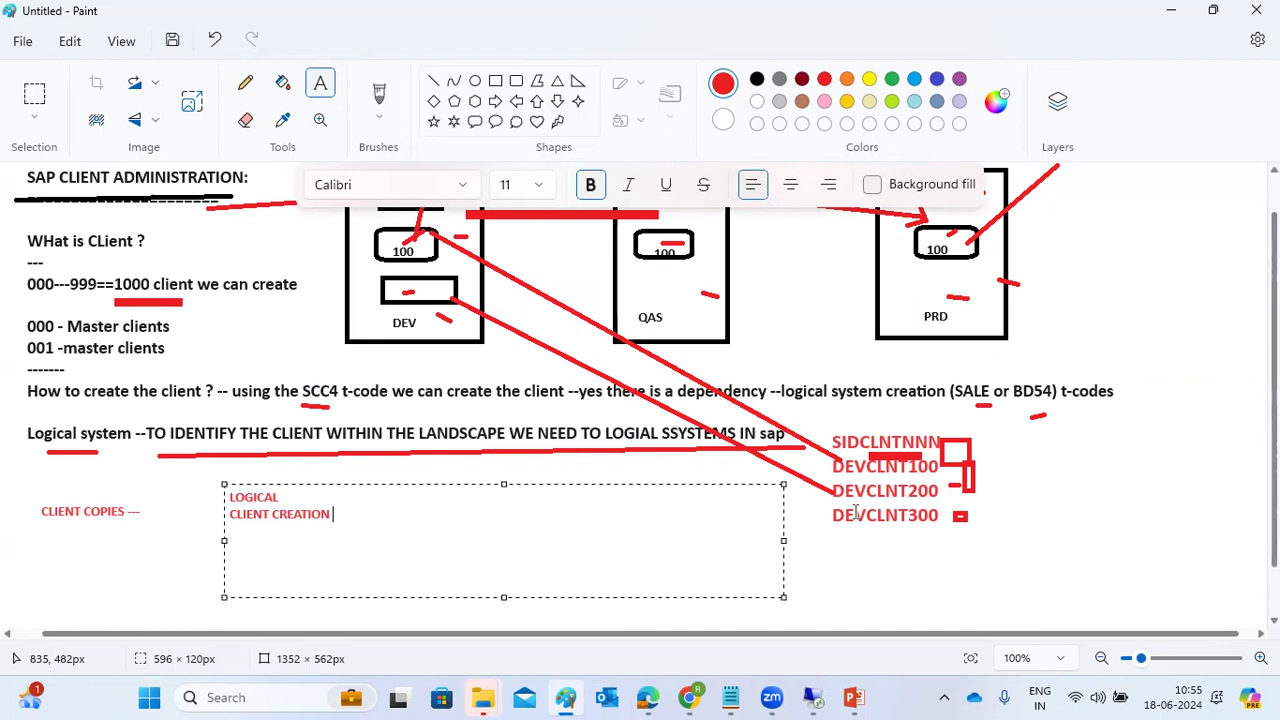 Untitled - Paint
File Edit View
Selection Image Tools Brushes Shapes Colors Layers
Calibri 11 B I U S Background fill
SAP CLIENT ADMINISTRATION:
------------------------
WHat is CLient ?
---
000---999==1000 client we can create
000 - Master clients
001 -master clients
-------
100
DEV
100
QAS
100
PRD
How to create the client ? -- using the SCC4 t-code we can create the client --yes there is a dependency --logical system creation (SALE or BD54) t-codes
Logical system --TO IDENTIFY THE CLIENT WITHIN THE LANDSCAPE WE NEED TO LOGIAL SSYSTEMS IN sap
SIDCLNTNNN
DEVCLNT100
DEVCLNT200
DEVCLNT300
CLIENT COPIES ---
LOGICAL
CLIENT CREATION
835, 482px 596 × 120px 1352 × 562px 100%
1 Search ENG 10:55
IN 18-06-2024